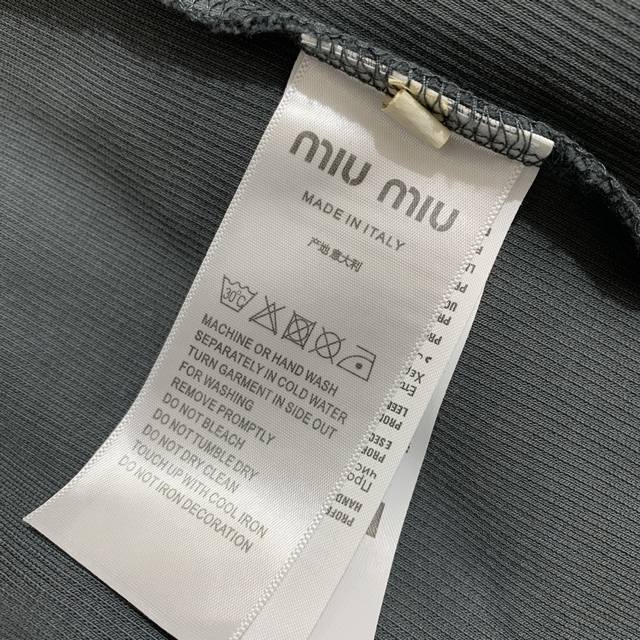 miu miu
MADE IN ITALY
产地意大利
30°C
MACHINE OR HAND WASH
SEPARATELY IN COLD WATER
TURN GARMENT IN SIDE OUT
FOR WASHING
REMOVE PROMPTLY
DO NOT BLEACH
DO NOT TUMBLE DRY
DO NOT DRY CLEAN
TOUCH UP WITH COOL IRON
DO NOT IRON DECORATION